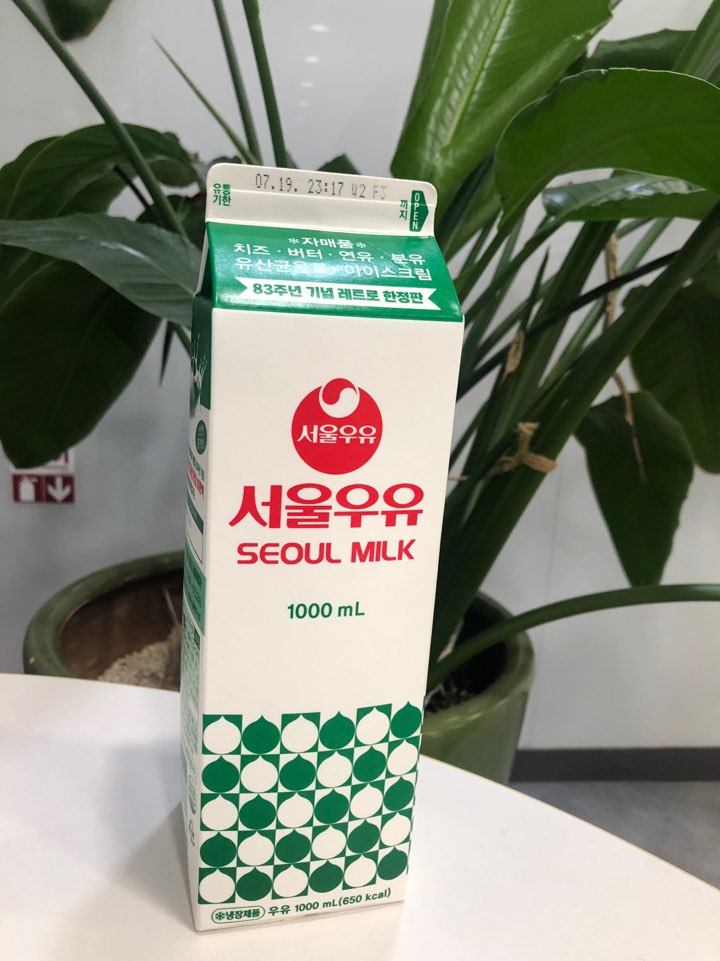 유통
기한
07.19. 23:17 42 F3
까지
OPEN
※자매품※
치즈·버터·연유·분유
유산균음료·아이스크림
83주년 기념 레트로 한정판
서울우유
서울우유
SEOUL MILK
1000 mL
※냉장제품 우유 1000 mL(650 kcal)